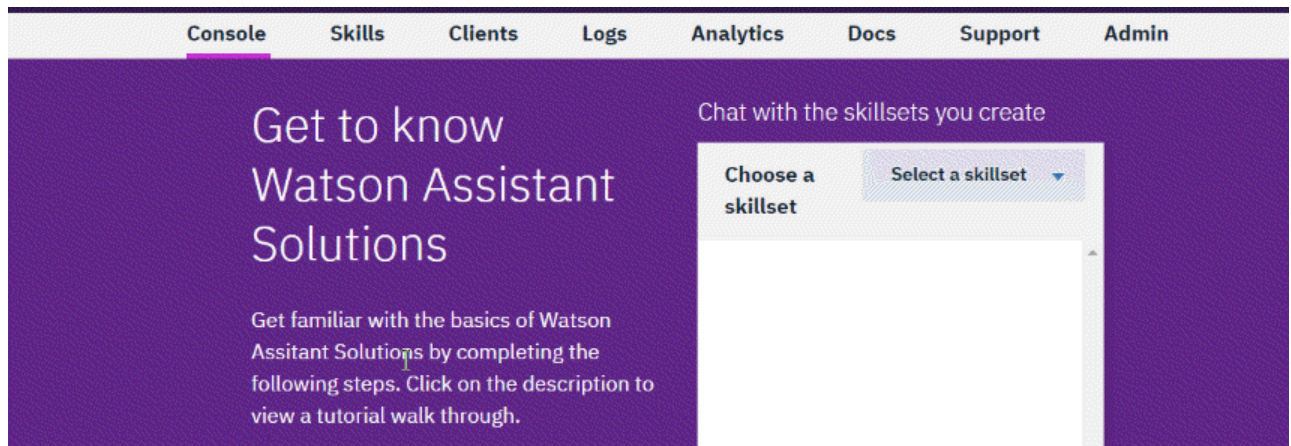 Console Skills Clients Logs Analytics Docs Support Admin
Get to know
Watson Assistant
Solutions
Get familiar with the basics of Watson
Assitant Solutions by completing the
following steps. Click on the description to
view a tutorial walk through.
Chat with the skillsets you create
Choose a
skillset
Select a skillset